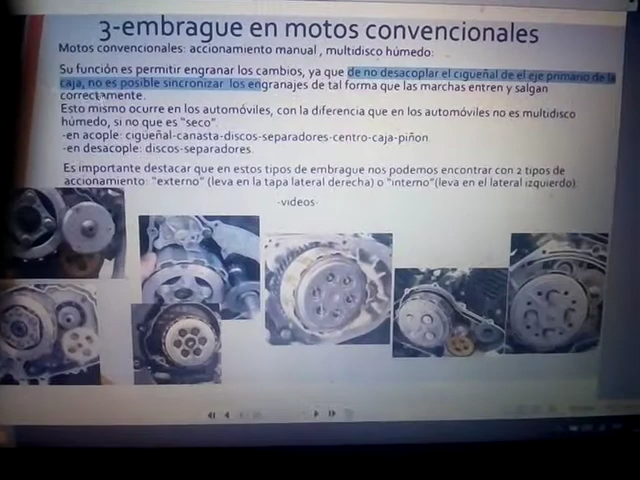 3-embrague en motos convencionales
Motos convencionales: accionamiento manual , multidisco húmedo:
Su función es permitir engranar los cambios, ya que de no desacoplar el cigüeñal de el eje primario de la
caja, no es posible sincronizar los engranajes de tal forma que las marchas entren y salgan
correctamente.
Esto mismo ocurre en los automóviles, con la diferencia que en los automóviles no es multidisco
húmedo, si no que es "seco".
-en acople: cigüeñal-canasta-discos-separadores-centro-caja-piñon
-en desacople: discos-separadores.
Es importante destacar que en estos tipos de embrague nos podemos encontrar con 2 tipos de
accionamiento: "externo" (leva en la tapa lateral derecha) o "interno"(leva en el lateral izquierdo).
-videos-